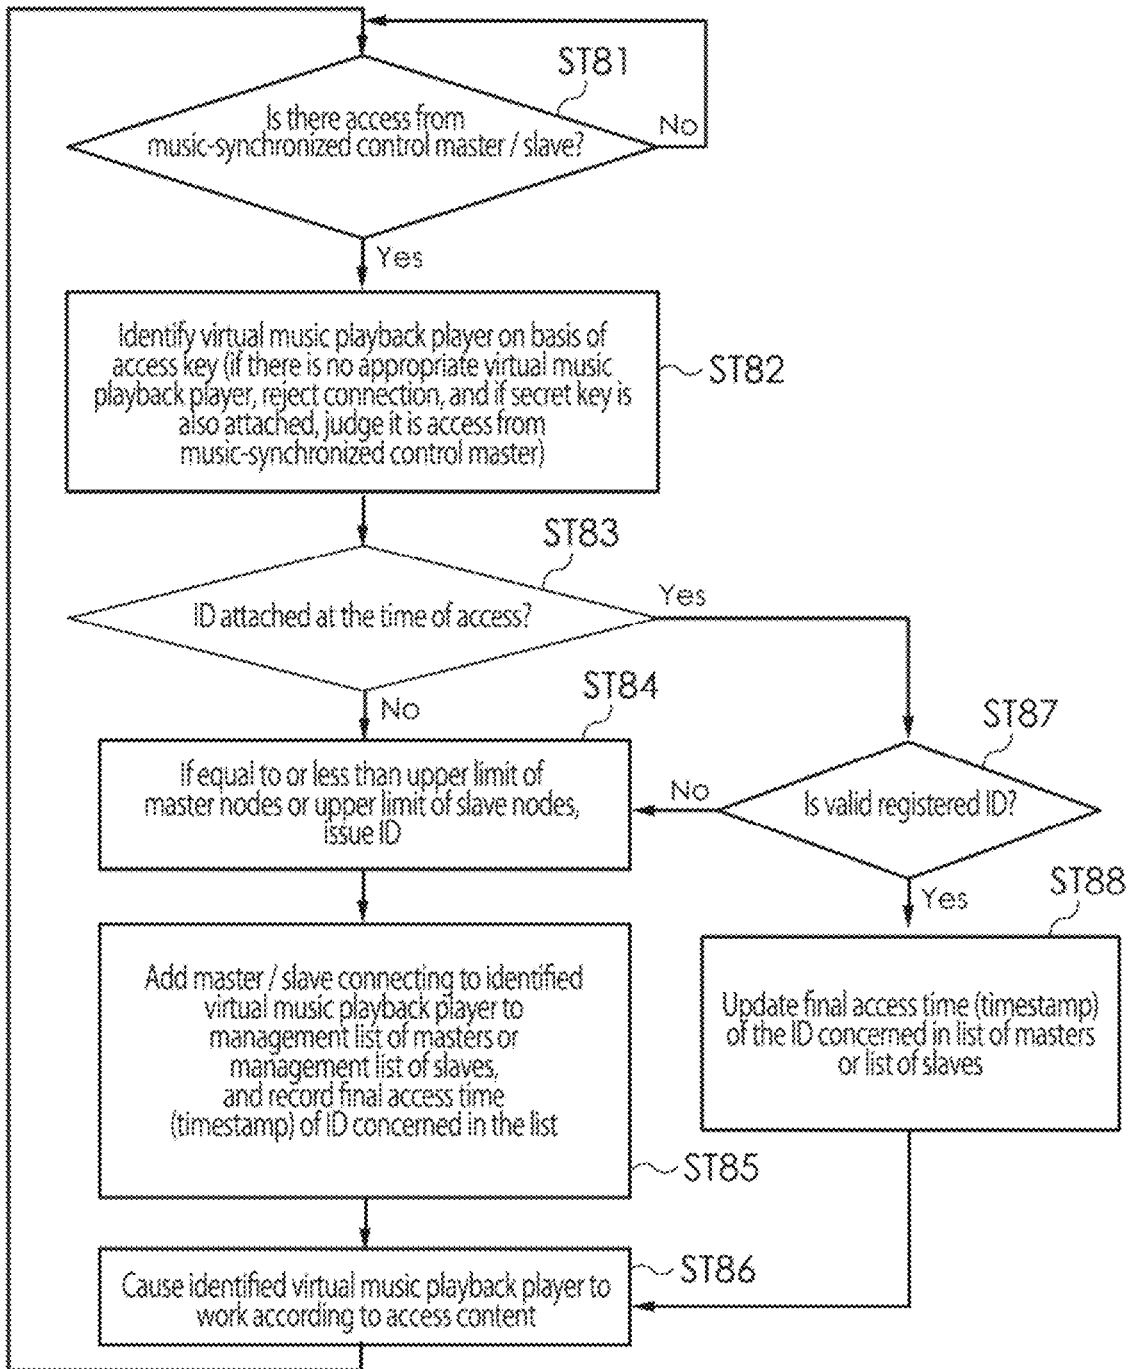 ST81
Is there access from
music-synchronized control master / slave?
No
Yes
Identify virtual music playback player on basis of
access key (if there is no appropriate virtual music
playback player, reject connection, and if secret key is
also attached, judge it is access from
music-synchronized control master)
ST82
ST83
ID attached at the time of access?
Yes
No
ST84
If equal to or less than upper limit of
master nodes or upper limit of slave nodes,
issue ID
ST87
Is valid registered ID?
No
Yes
ST88
Update final access time (timestamp)
of the ID concerned in list of masters
or list of slaves
Add master / slave connecting to identified
virtual music playback player to
management list of masters or
management list of slaves,
and record final access time
(timestamp) of ID concerned in the list
ST85
Cause identified virtual music playback player to
work according to access content
ST86